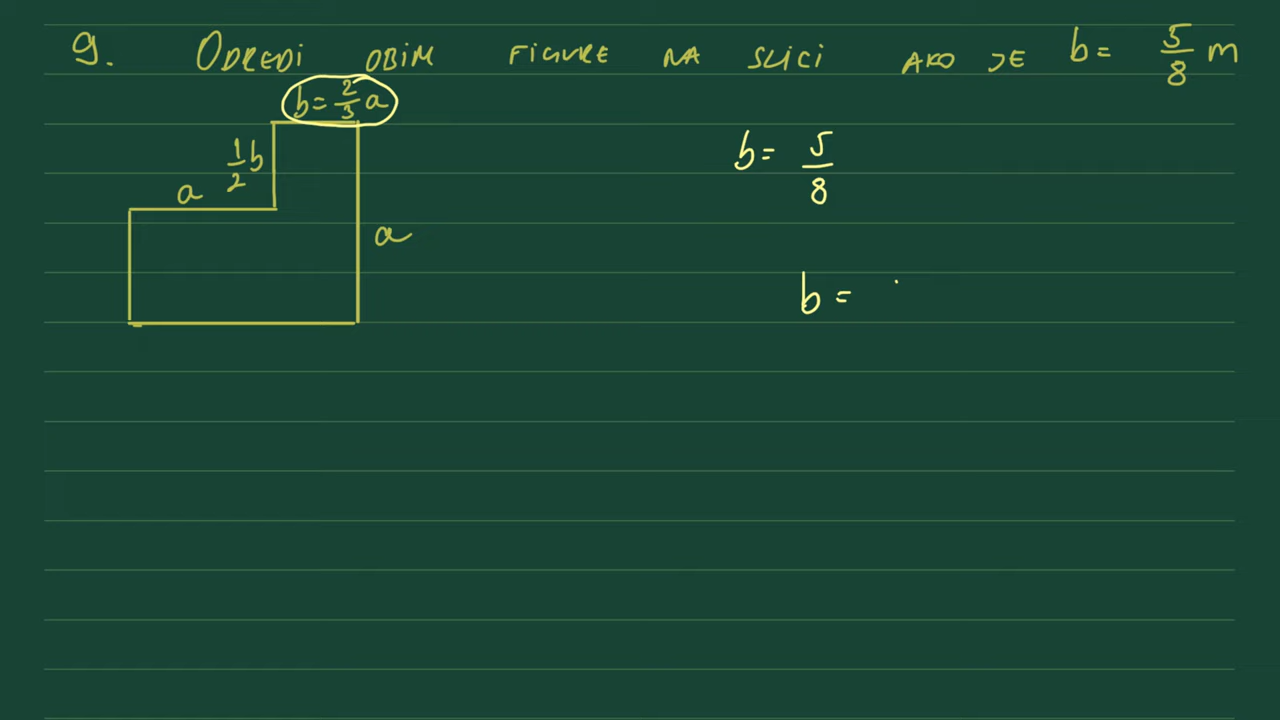 9. ODREDI OBIM FIGURE NA SLICI AKO JE b = 5/8 m
b = 2/3 a
1/2 b
a
a
b = 5/8
b =